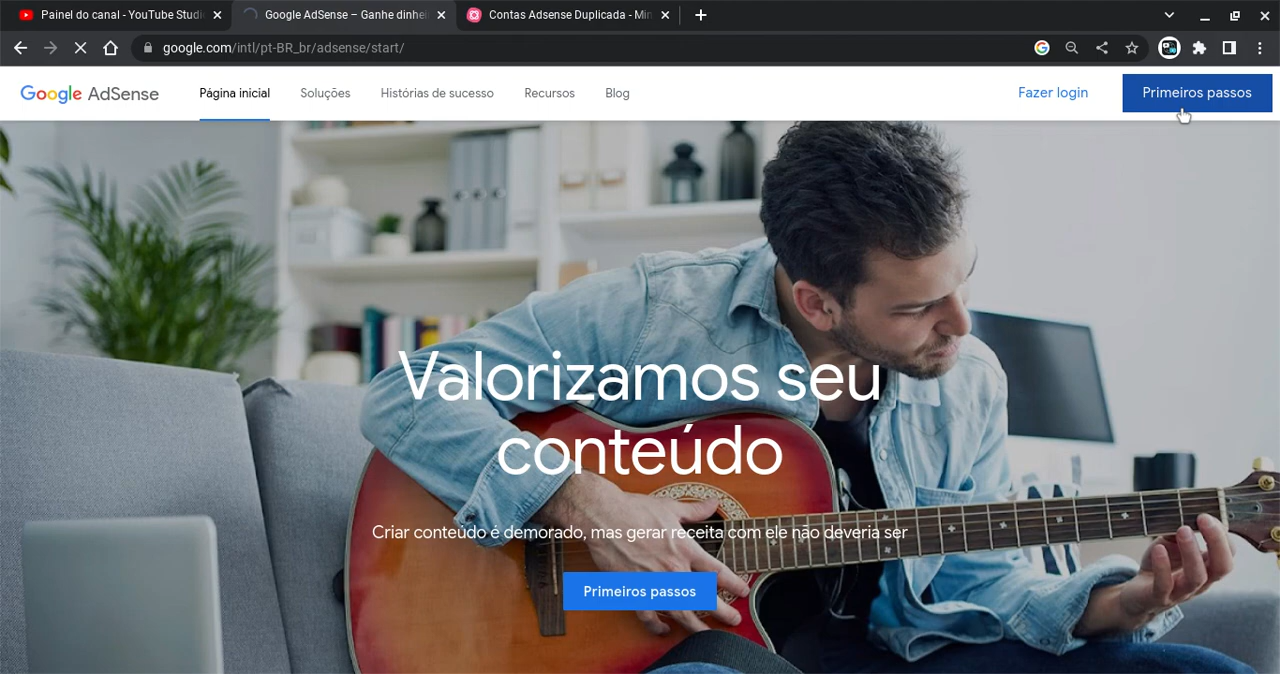 Painel do canal - YouTube Studi
Google AdSense – Ganhe dinhei
Contas Adsense Duplicada - Min
google.com/intl/pt-BR_br/adsense/start/
Google AdSense
Página inicial
Soluções
Histórias de sucesso
Recursos
Blog
Fazer login
Primeiros passos
Valorizamos seu
conteúdo
Criar conteúdo é demorado, mas gerar receita com ele não deveria ser
Primeiros passos